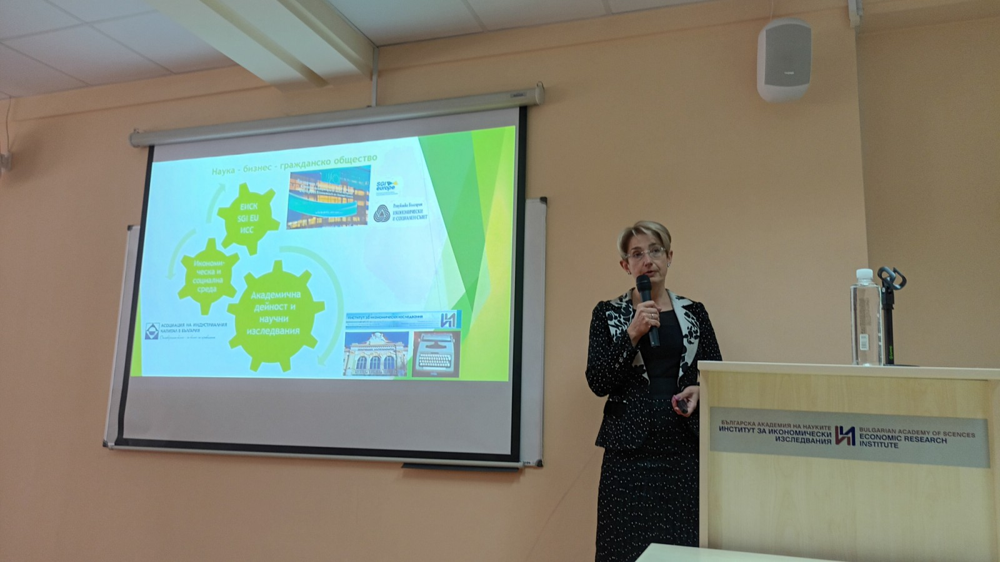 Наука - бизнес - гражданско общество
ЕИСК
SGI EU
ИСС
SGI
europe
Република България
ИКОНОМИЧЕСКИ
И СОЦИАЛЕН СЪВЕТ
Икономи-
ческа и
социална
среда
Академична
дейност и
научни
изследвания
АСОЦИАЦИЯ НА ИНДУСТРИАЛНИЯ
КАПИТАЛ В БЪЛГАРИЯ
ИНСТИТУТ ЗА ИКОНОМИЧЕСКИ ИЗСЛЕДВАНИЯ
БЪЛГАРСКА АКАДЕМИЯ НА НАУКИТЕ
ИНСТИТУТ ЗА ИКОНОМИЧЕСКИ
ИЗСЛЕДВАНИЯ
BULGARIAN ACADEMY OF SCENCES
ECONOMIC RESEARCH
INSTITUTE